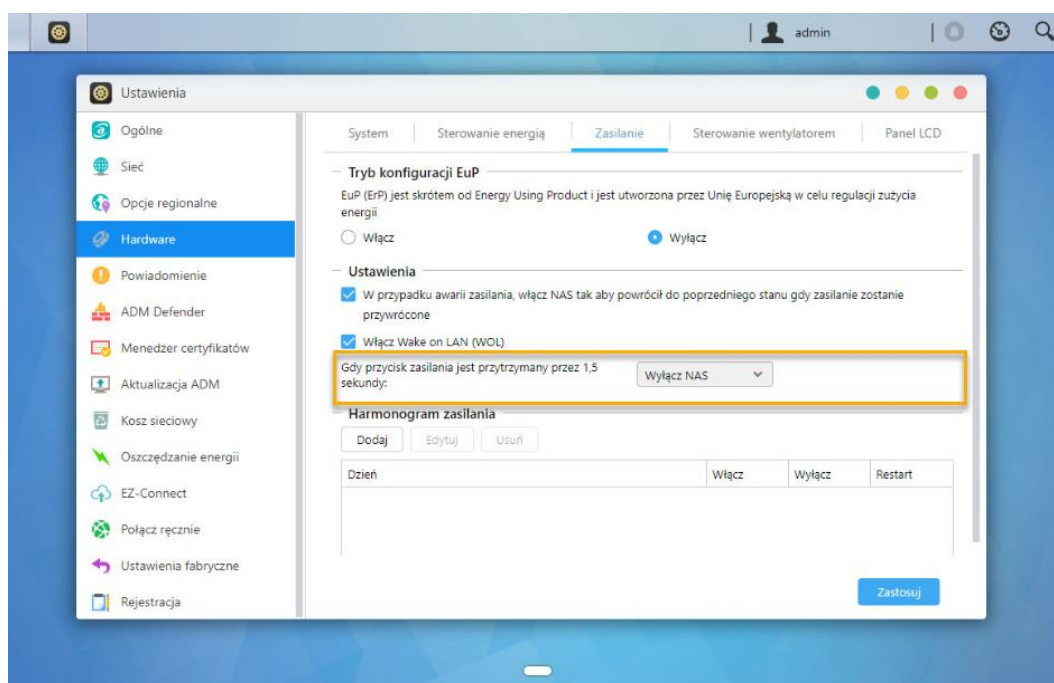 admin
Ustawienia
Ogólne
Sieć
Opcje regionalne
Hardware
Powiadomienie
ADM Defender
Menedżer certyfikatów
Aktualizacja ADM
Kosz sieciowy
Oszczędzanie energii
EZ-Connect
Połącz ręcznie
Ustawienia fabryczne
Rejestracja
System Sterowanie energią Zasilanie Sterowanie wentylatorem Panel LCD
Tryb konfiguracji EuP
EuP (ErP) jest skrótem od Energy Using Product i jest utworzona przez Unię Europejską w celu regulacji zużycia
energii
Włącz Wyłącz
Ustawienia
W przypadku awarii zasilania, włącz NAS tak aby powrócił do poprzedniego stanu gdy zasilanie zostanie
przywrócone
Włącz Wake on LAN (WOL)
Gdy przycisk zasilania jest przytrzymany przez 1,5
sekundy:
Wyłącz NAS
Harmonogram zasilania
Dodaj Edytuj Usuń
Dzień Włącz Wyłącz Restart
Zastosuj